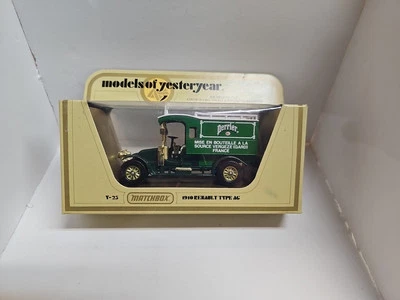 models of yesteryear
Perrier
MISE EN BOUTEILLE A LA
SOURCE VERGEZE (GARD)
FRANCE
Y-25
MATCHBOX
1910 RENAULT TYPE AG